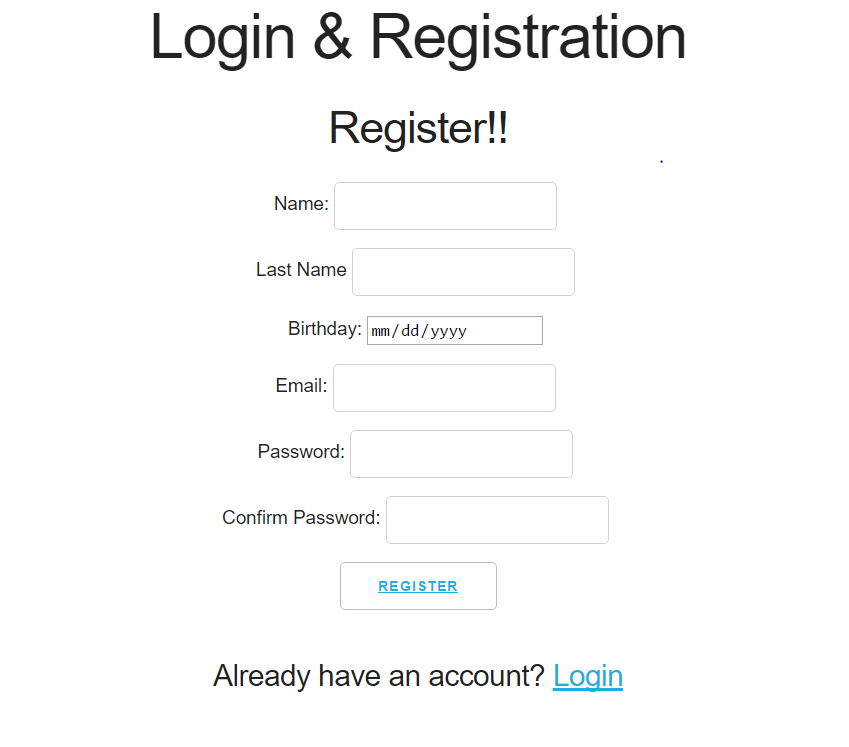 Login & Registration
Register!!
Name:
Last Name
Birthday: mm/dd/yyyy
Email:
Password:
Confirm Password:
REGISTER
Already have an account? Login